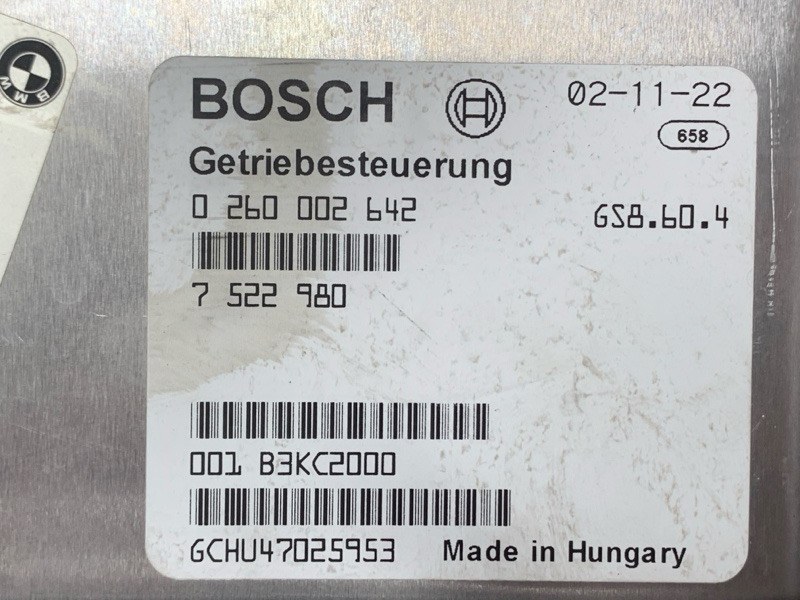 BMW
BOSCH 02-11-22
658
Getriebesteuerung
0 260 002 642 GS8.60.4
7 522 980
001 B3KC2000
GCHU47025953 Made in Hungary